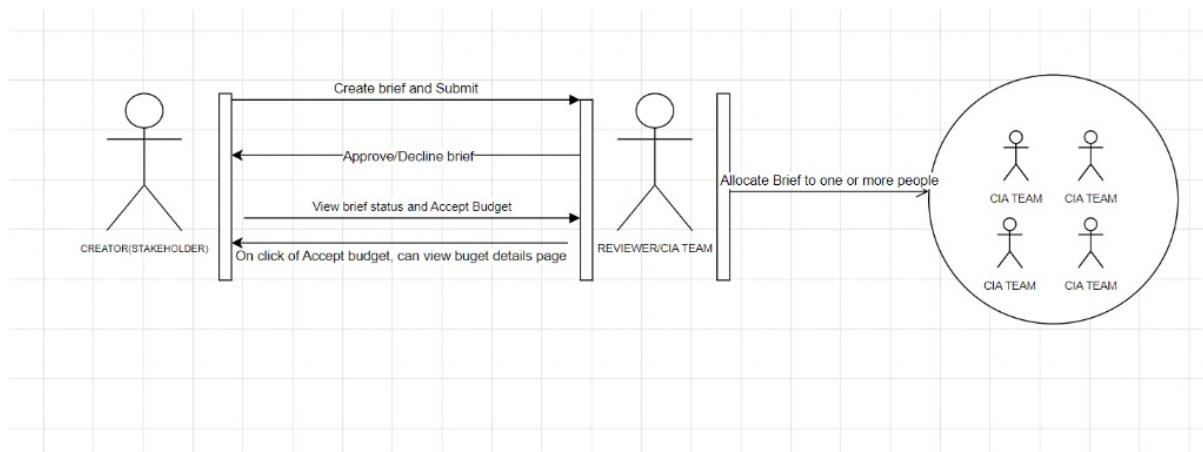 Create brief and Submit
Approve/Decline brief
View brief status and Accept Budget
On click of Accept budget, can view buget details page
CREATOR(STAKEHOLDER)
REVIEWER/CIA TEAM
Allocate Brief to one or more people
CIA TEAM
CIA TEAM
CIA TEAM
CIA TEAM